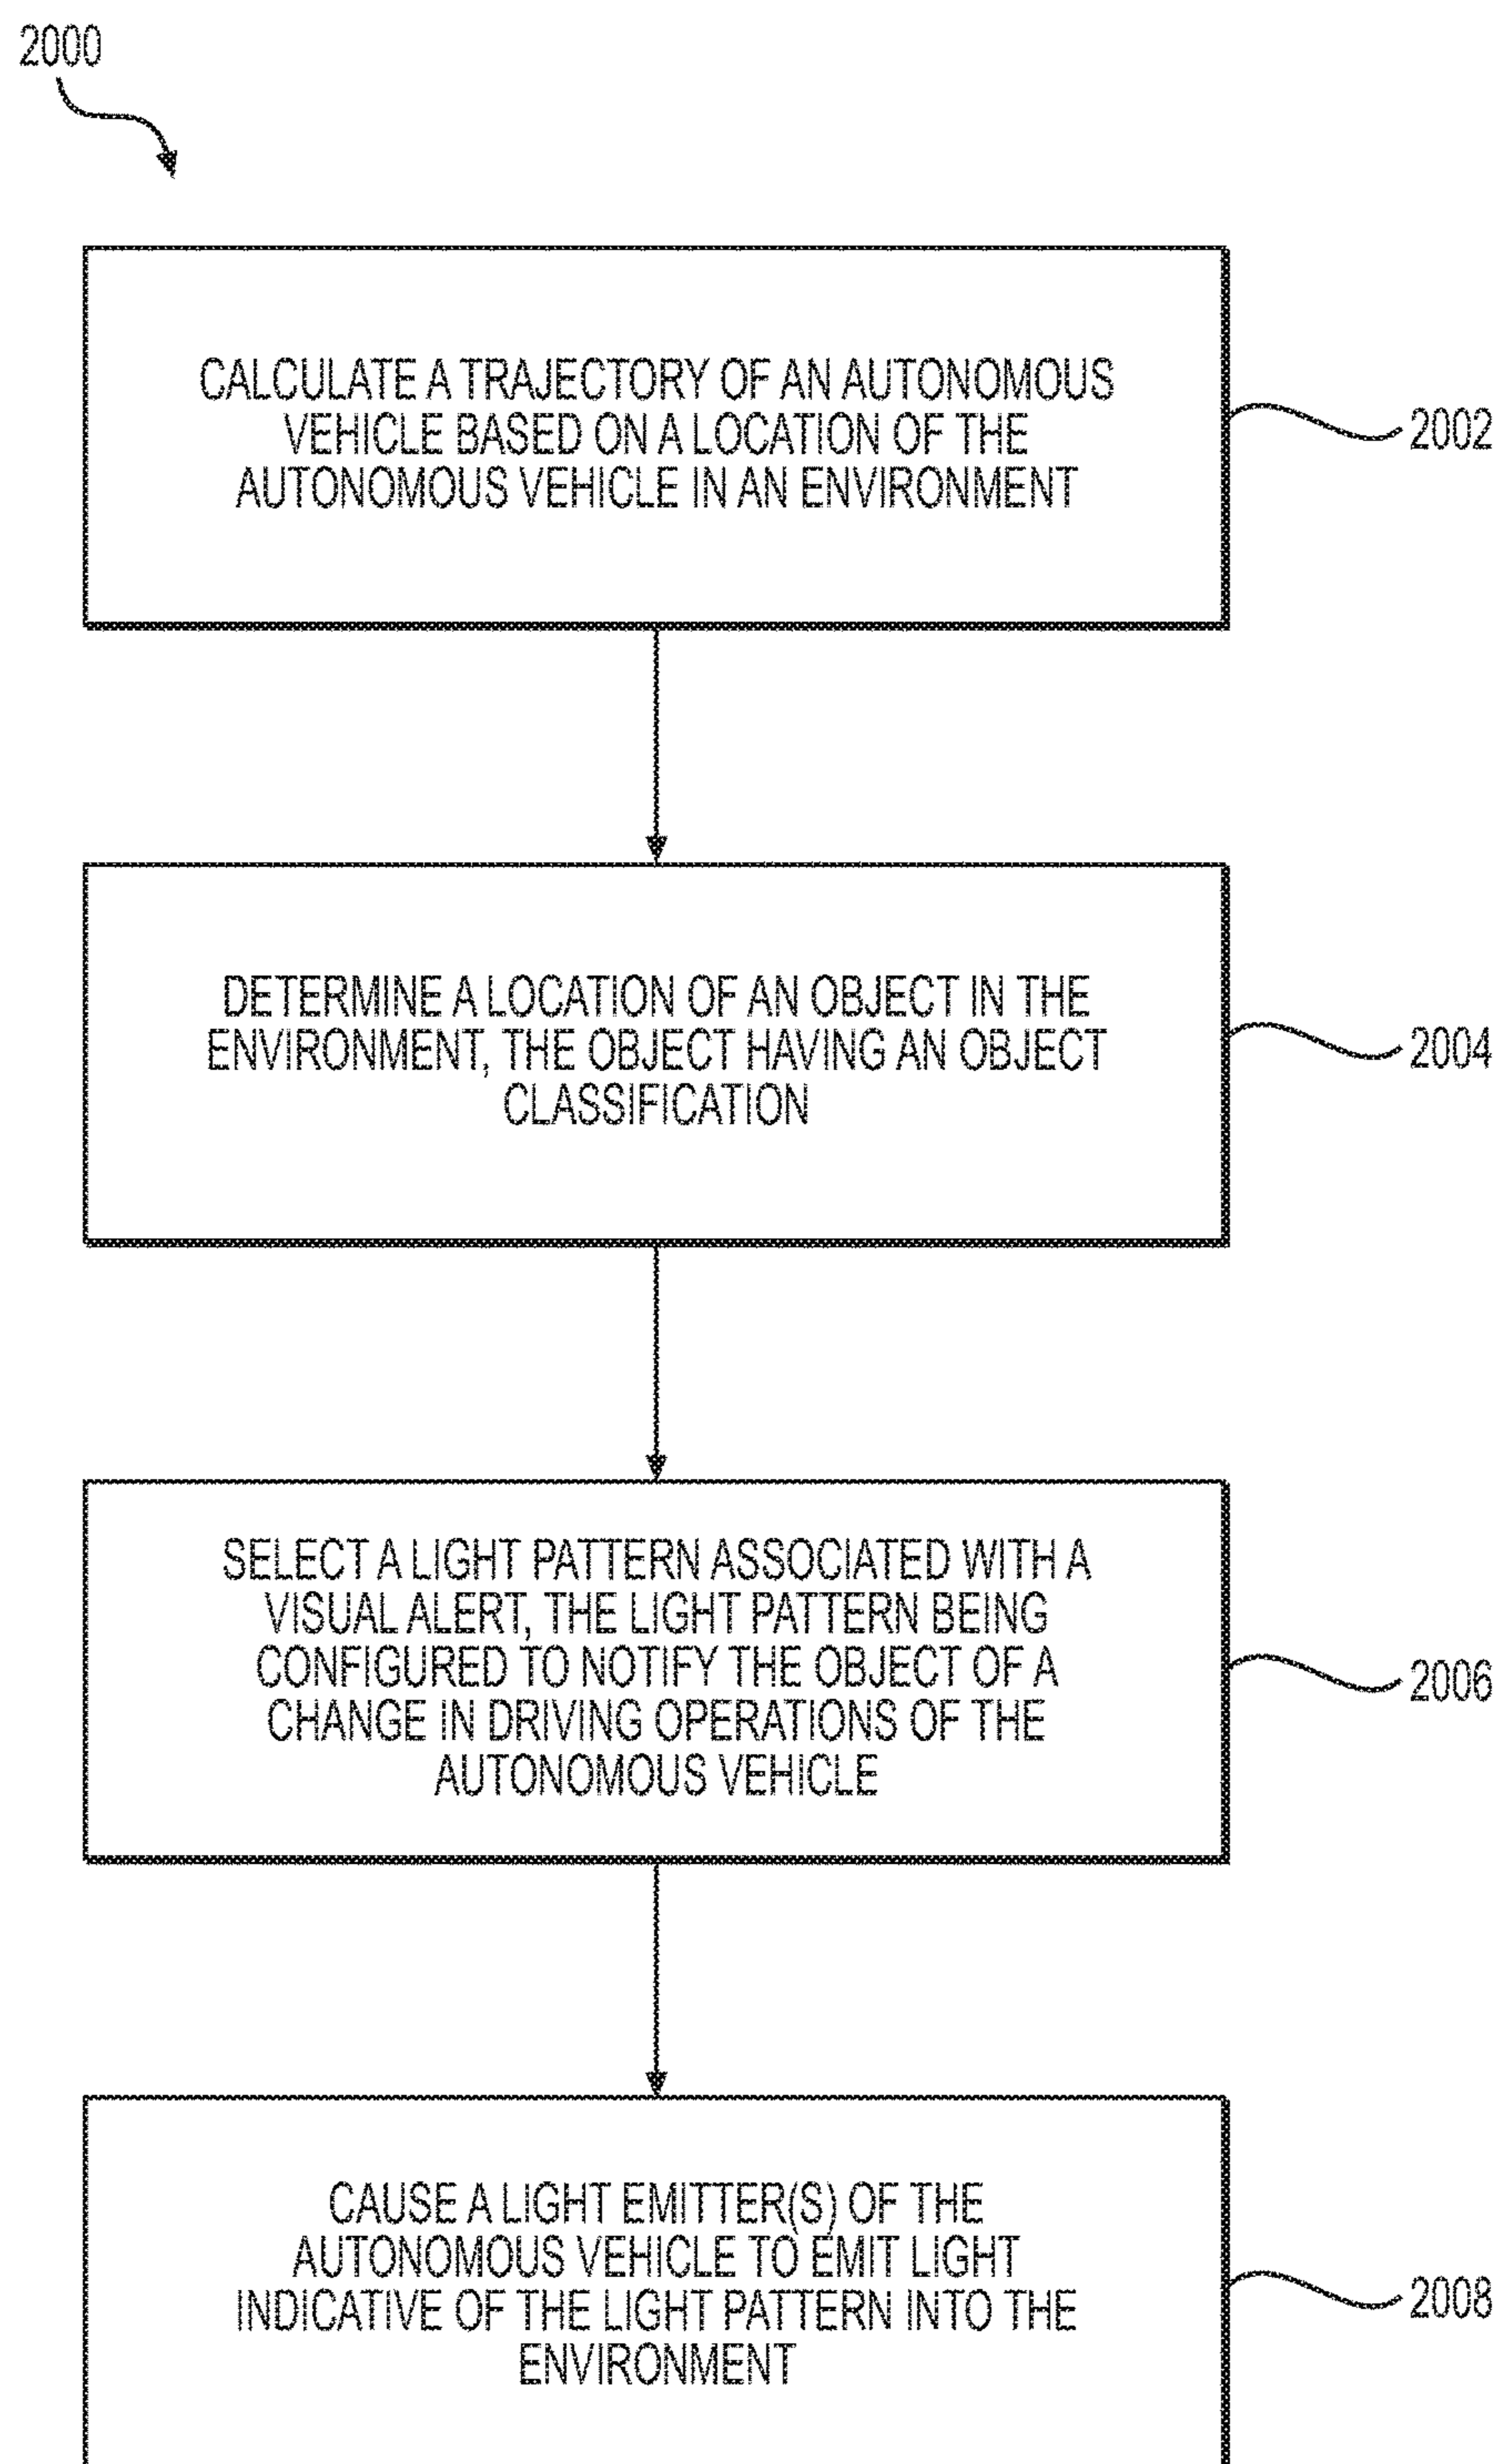 2000
CALCULATE A TRAJECTORY OF AN AUTONOMOUS
VEHICLE BASED ON A LOCATION OF THE
AUTONOMOUS VEHICLE IN AN ENVIRONMENT
2002
DETERMINE A LOCATION OF AN OBJECT IN THE
ENVIRONMENT, THE OBJECT HAVING AN OBJECT
CLASSIFICATION
2004
SELECT A LIGHT PATTERN ASSOCIATED WITH A
VISUAL ALERT, THE LIGHT PATTERN BEING
CONFIGURED TO NOTIFY THE OBJECT OF A
CHANGE IN DRIVING OPERATIONS OF THE
AUTONOMOUS VEHICLE
2006
CAUSE A LIGHT EMITTER(S) OF THE
AUTONOMOUS VEHICLE TO EMIT LIGHT
INDICATIVE OF THE LIGHT PATTERN INTO THE
ENVIRONMENT
2008